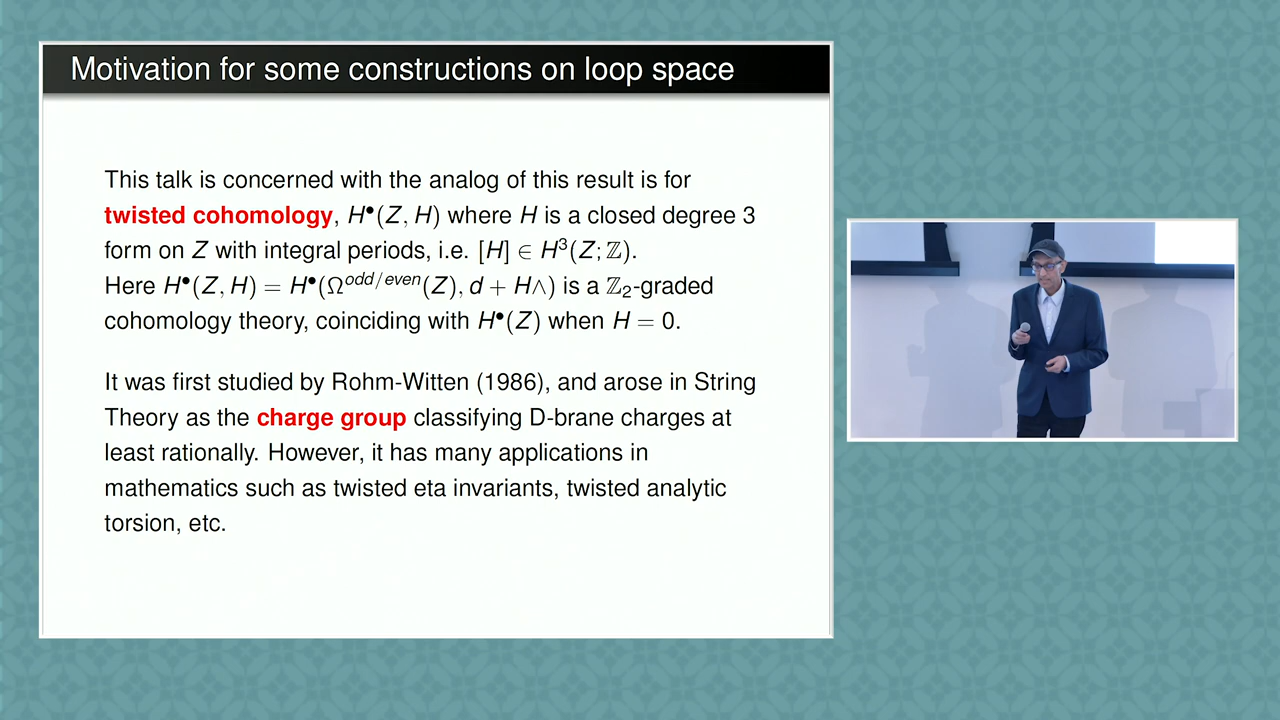 Motivation for some constructions on loop space
This talk is concerned with the analog of this result is for
twisted cohomology, H•(Z, H) where H is a closed degree 3
form on Z with integral periods, i.e. [H] ∈ H³(Z; ℤ).
Here H•(Z, H) = H•(Ω^{odd/even}(Z), d + H∧) is a ℤ₂-graded
cohomology theory, coinciding with H•(Z) when H = 0.
It was first studied by Rohm-Witten (1986), and arose in String
Theory as the charge group classifying D-brane charges at
least rationally. However, it has many applications in
mathematics such as twisted eta invariants, twisted analytic
torsion, etc.